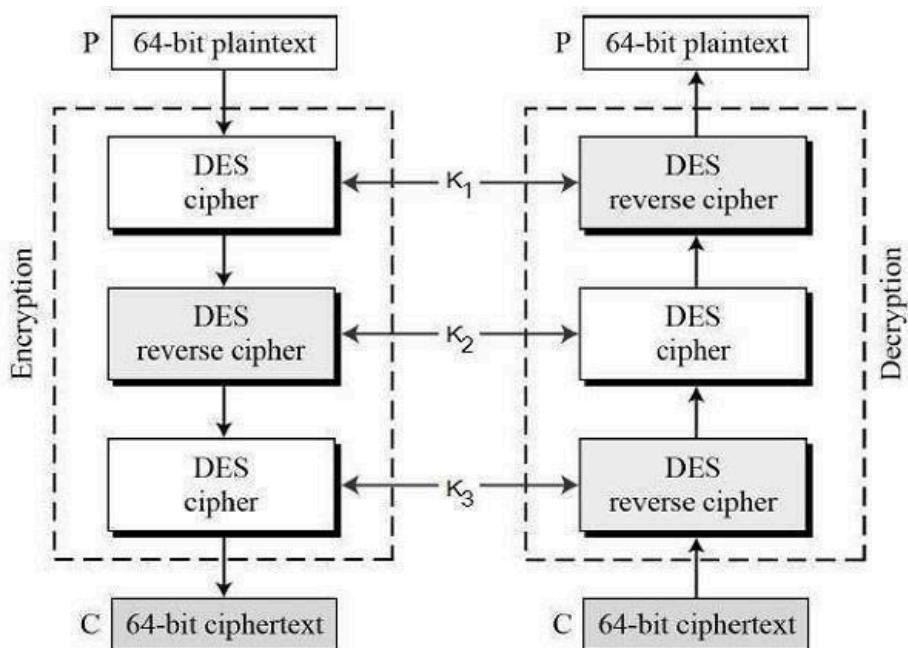 P 64-bit plaintext
P 64-bit plaintext
DES
cipher
K1
DES
reverse cipher
Encryption
DES
reverse cipher
K2
DES
cipher
Decryption
DES
cipher
K3
DES
reverse cipher
C 64-bit ciphertext
C 64-bit ciphertext